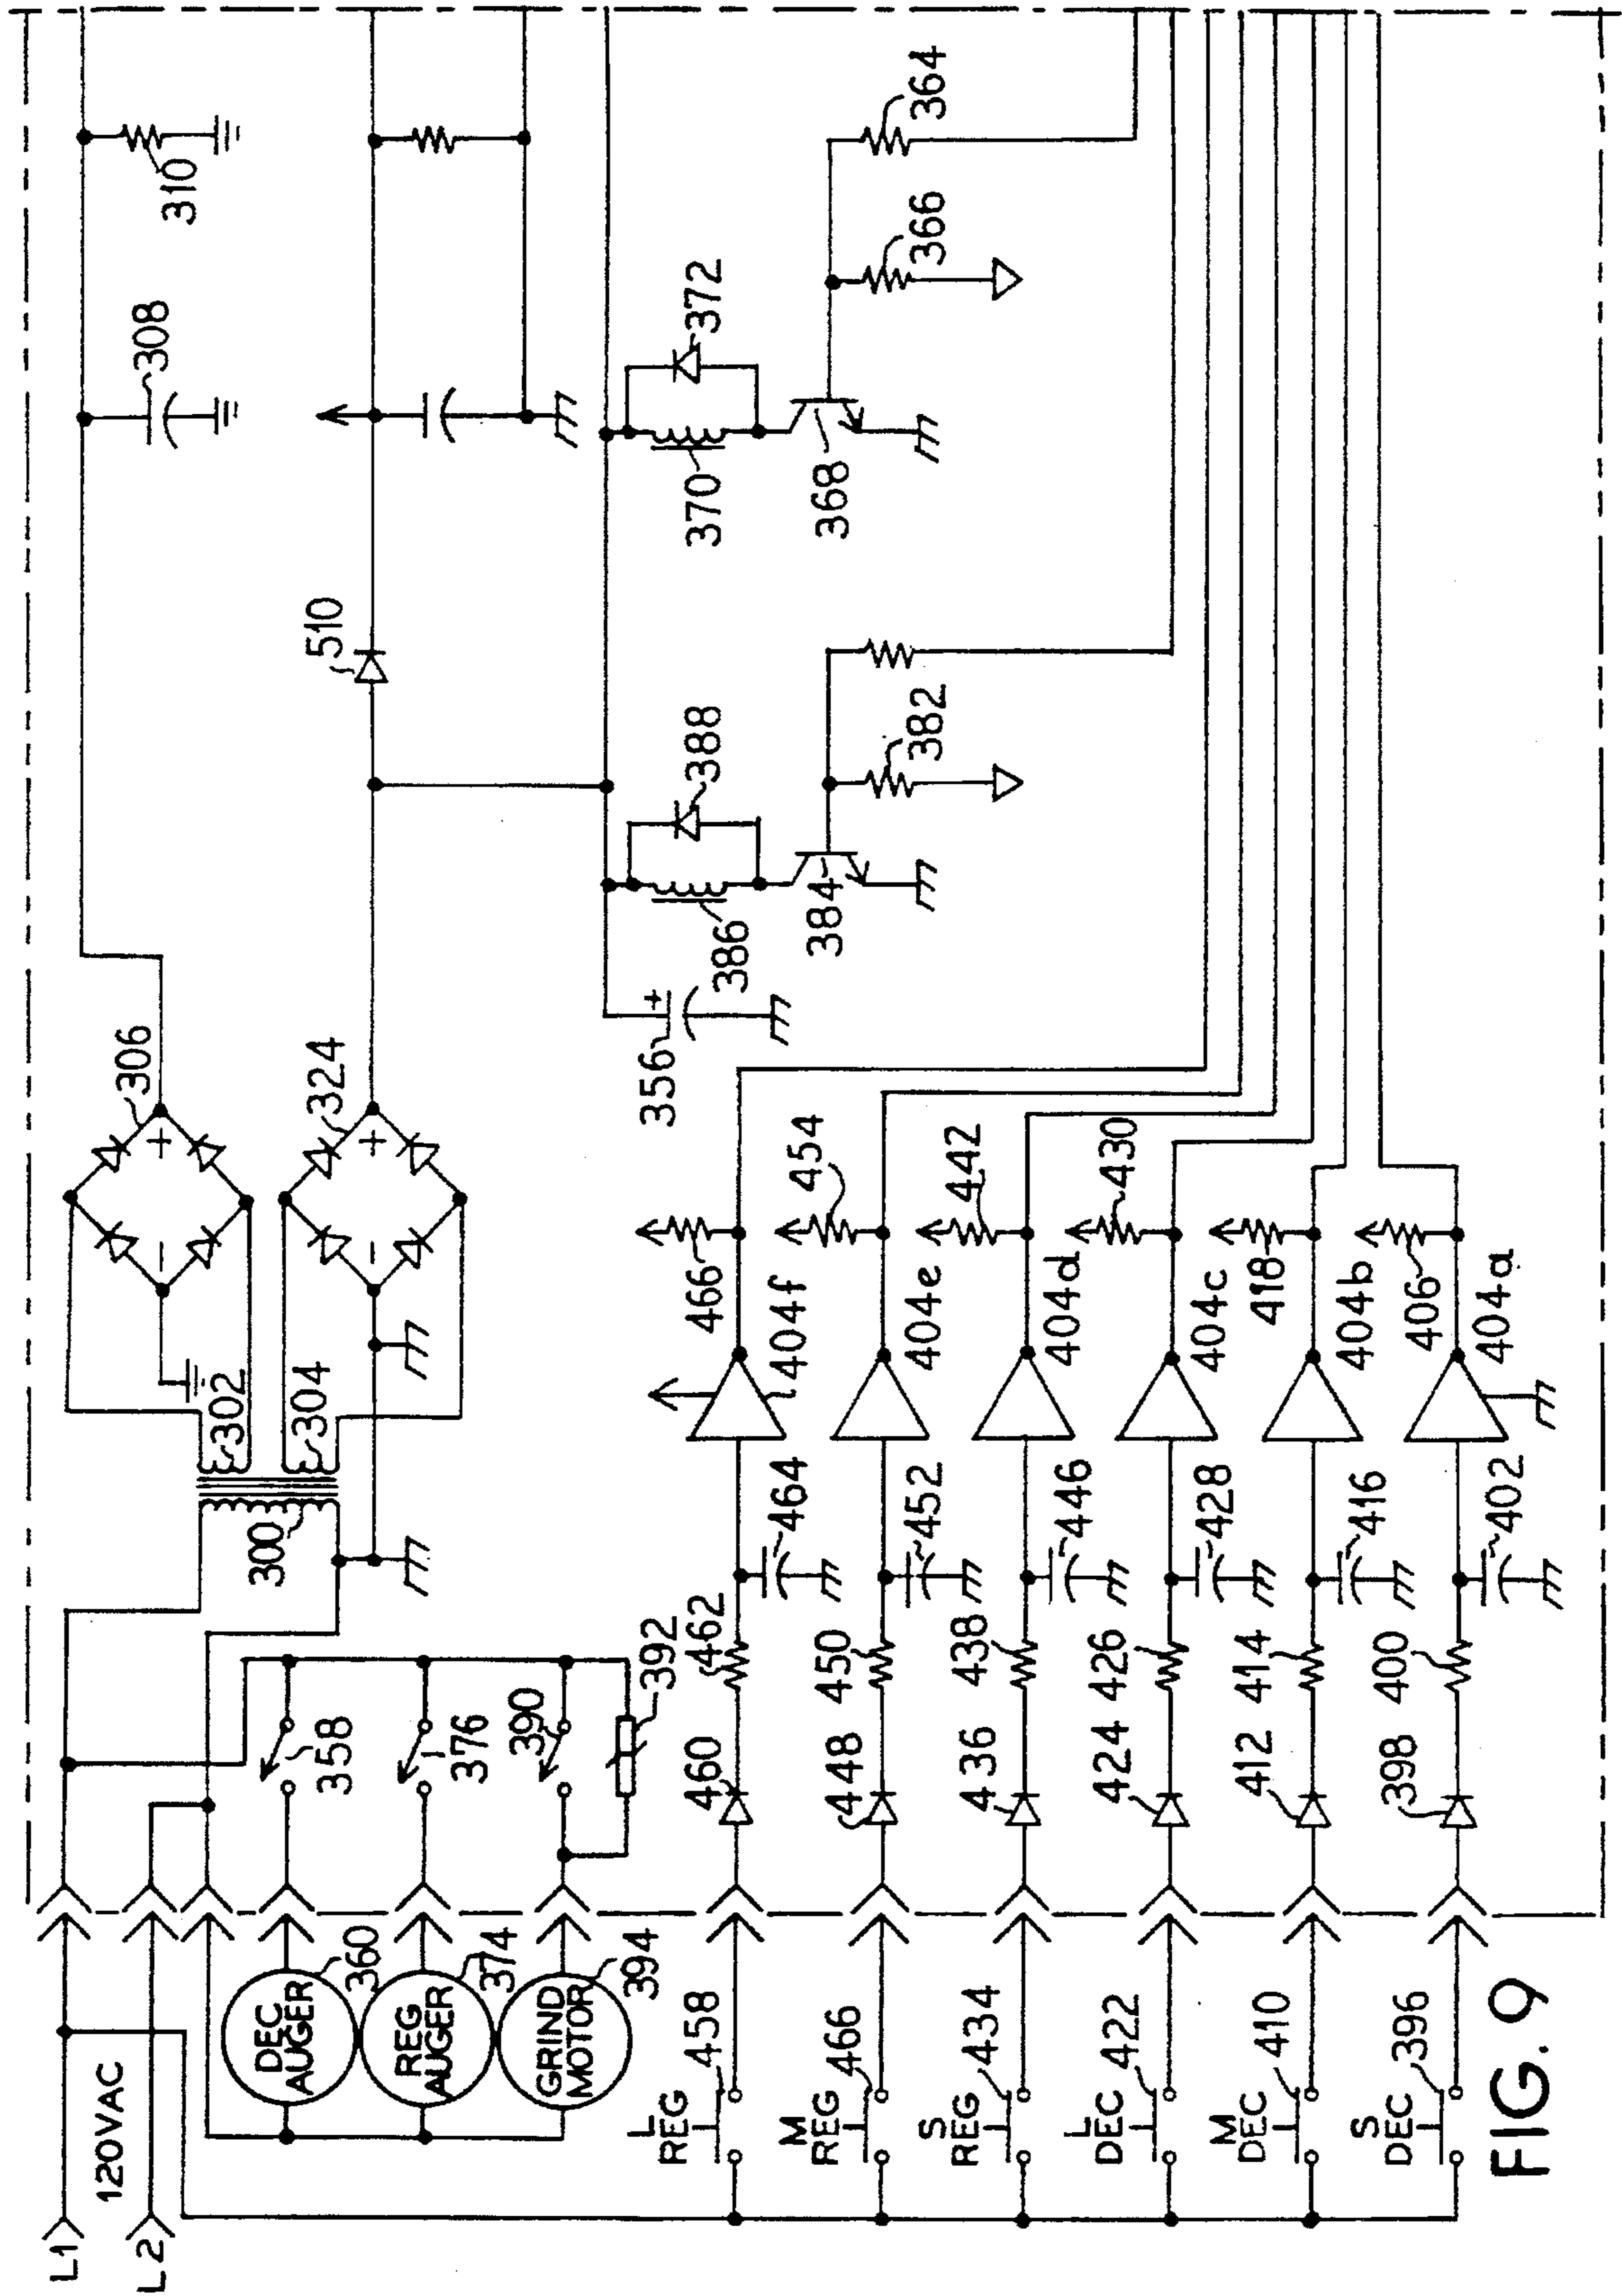 L1
120VAC
L2
300
302
304
306
324
308
310
510
DEC
AUGER
360
REG
AUGER
374
GRIND
MOTOR
394
358
376
390
392
356 +
386
388
384
382
370
372
368
366
364
L
REG
458
460
462
464
404f
466
M
REG
466
448
450
452
404e
454
S
REG
434
436
438
446
404d
442
L
DEC
422
424
426
428
404c
430
M
DEC
410
412
414
416
404b
418
S
DEC
396
398
400
402
404a
406
+
−
+
−
FIG. 9